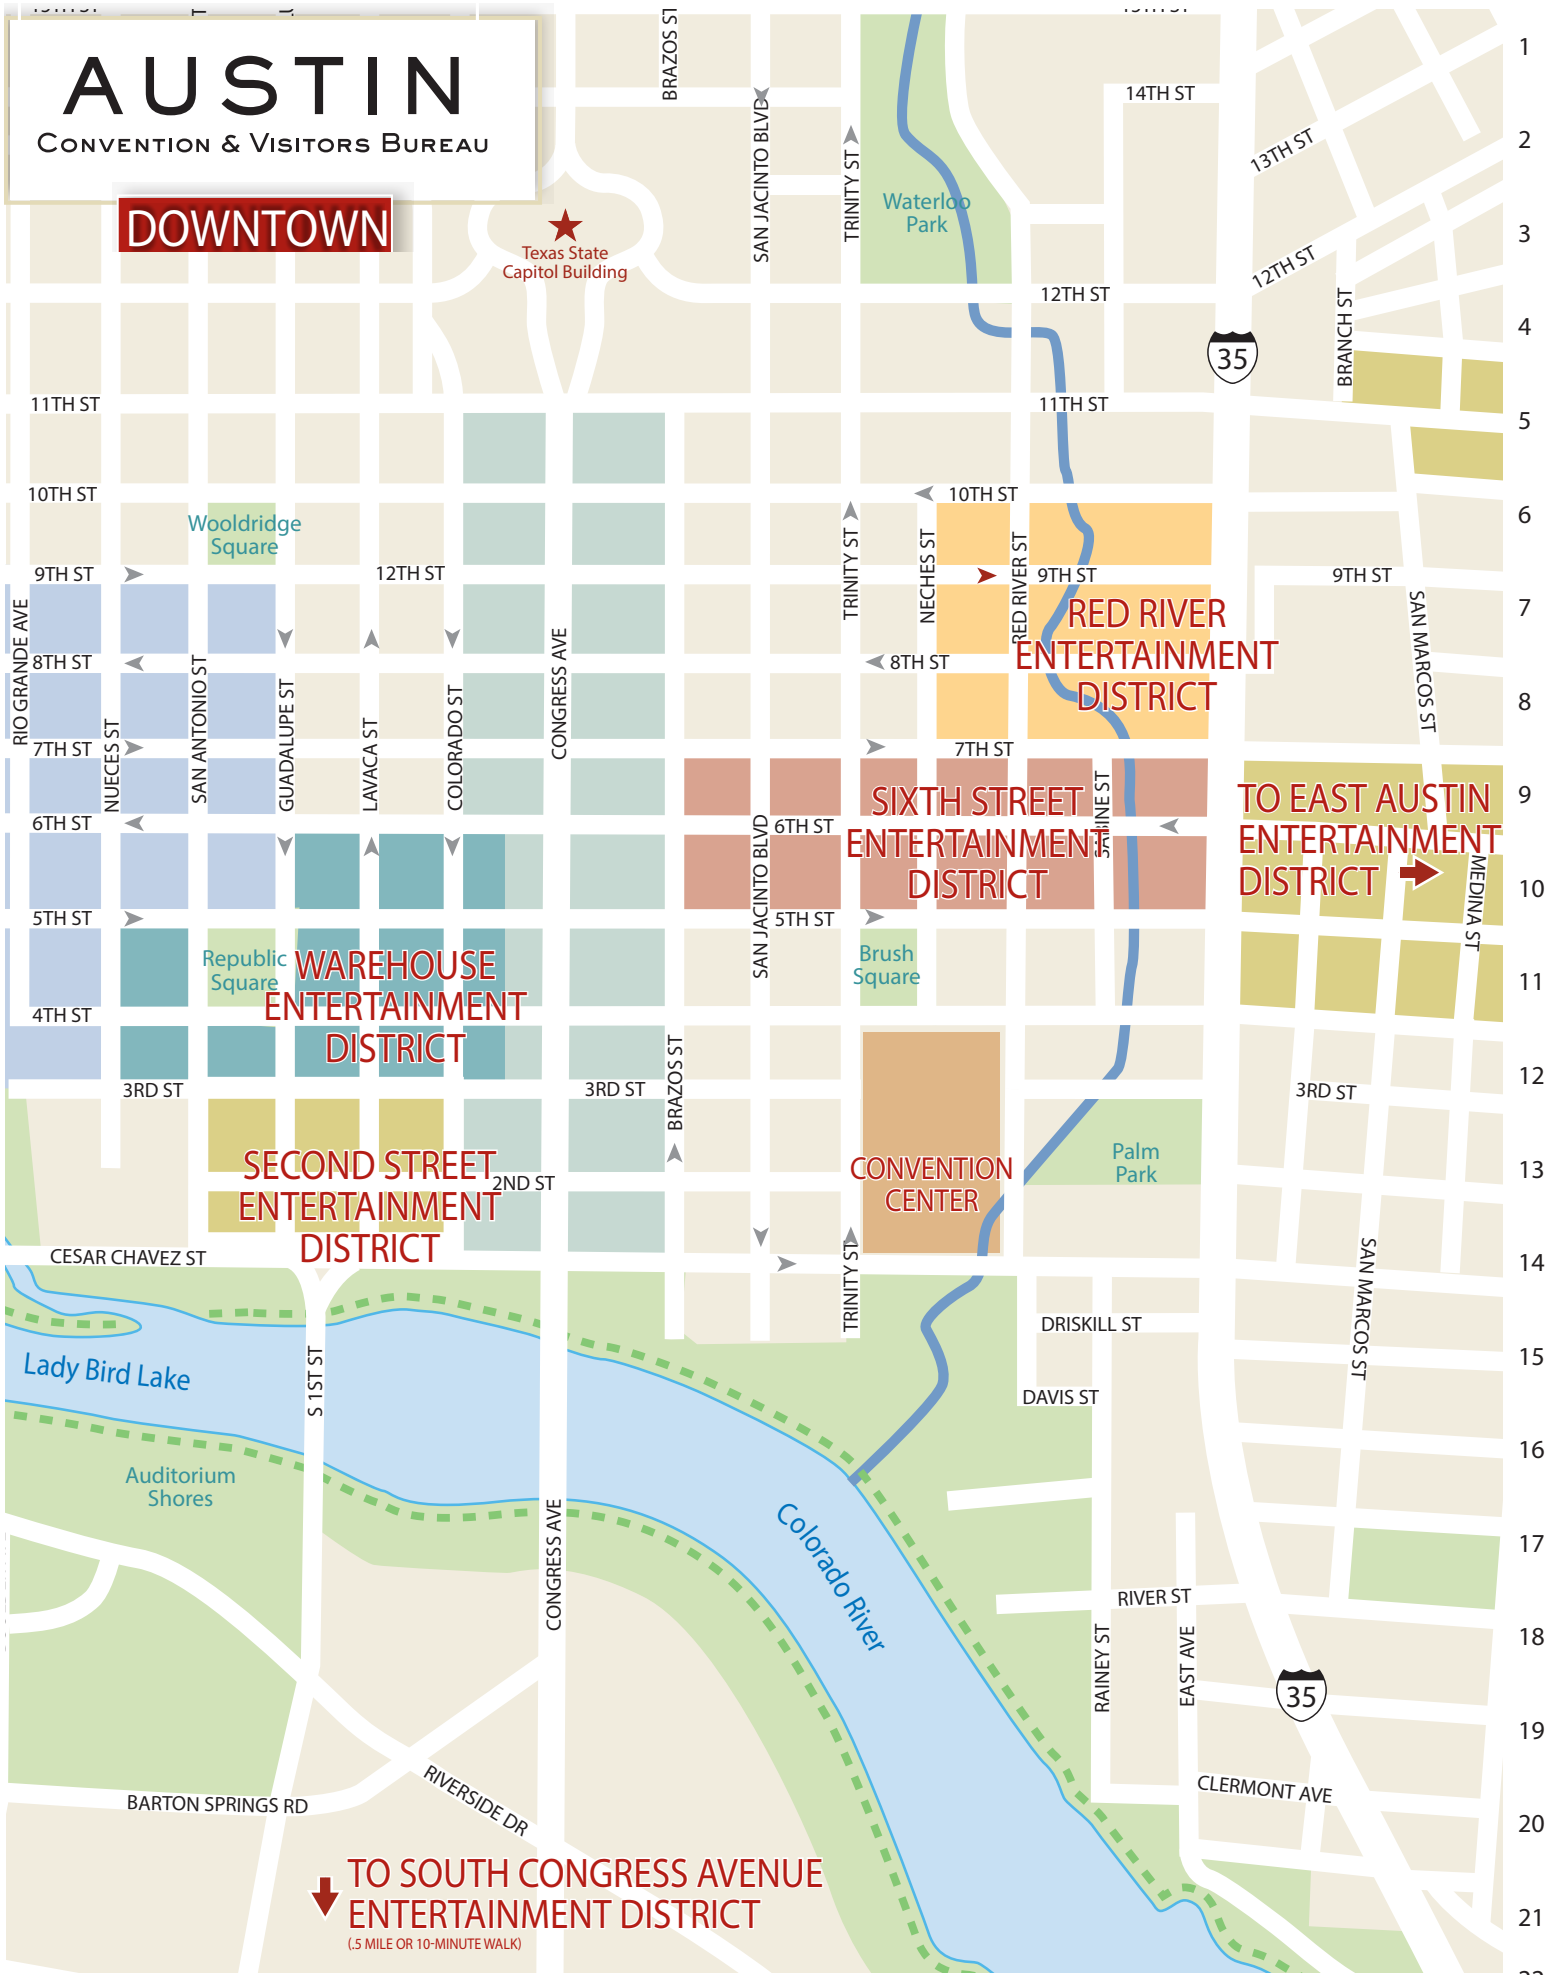 AUSTIN
CONVENTION & VISITORS BUREAU
DOWNTOWN
15TH ST
15TH ST
BRAZOS ST
SAN JACINTO BLVD
TRINITY ST
14TH ST
13TH ST
12TH ST
Waterloo
Park
Texas State
Capitol Building
12TH ST
BRANCH ST
35
11TH ST
11TH ST
10TH ST
10TH ST
Wooldridge
Square
9TH ST
12TH ST
TRINITY ST
NECHES ST
RED RIVER ST
9TH ST
9TH ST
RED RIVER
ENTERTAINMENT
DISTRICT
SAN MARCOS ST
RIO GRANDE AVE
8TH ST
8TH ST
NUECES ST
SAN ANTONIO ST
GUADALUPE ST
LAVACA ST
COLORADO ST
CONGRESS AVE
7TH ST
7TH ST
SIXTH STREET
ENTERTAINMENT
DISTRICT
SABINE ST
TO EAST AUSTIN
ENTERTAINMENT
DISTRICT
MEDINA ST
6TH ST
6TH ST
SAN JACINTO BLVD
5TH ST
5TH ST
Republic
Square
WAREHOUSE
ENTERTAINMENT
DISTRICT
Brush
Square
4TH ST
3RD ST
3RD ST
BRAZOS ST
3RD ST
SECOND STREET
ENTERTAINMENT
DISTRICT
2ND ST
CONVENTION
CENTER
Palm
Park
CESAR CHAVEZ ST
TRINITY ST
SAN MARCOS ST
DRISKILL ST
Lady Bird Lake
S 1ST ST
DAVIS ST
Auditorium
Shores
CONGRESS AVE
Colorado River
RIVER ST
RAINEY ST
EAST AVE
35
CLERMONT AVE
BARTON SPRINGS RD
RIVERSIDE DR
TO SOUTH CONGRESS AVENUE
ENTERTAINMENT DISTRICT
(.5 MILE OR 10-MINUTE WALK)
1
2
3
4
5
6
7
8
9
10
11
12
13
14
15
16
17
18
19
20
21